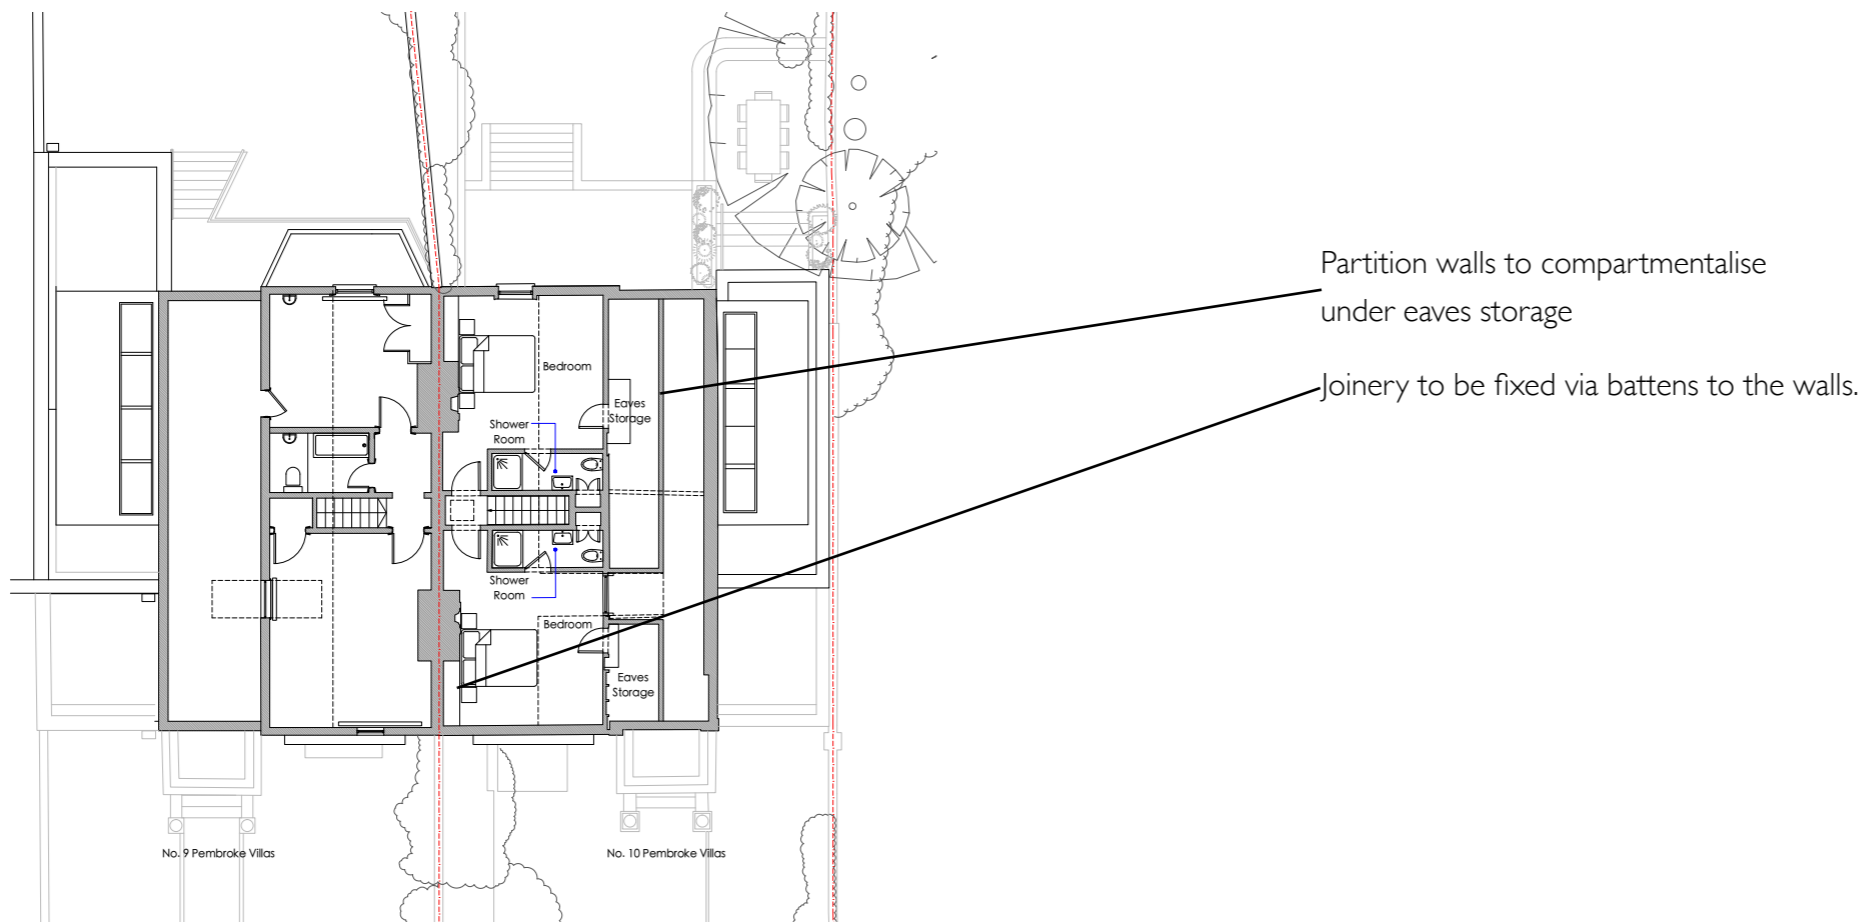 Partition walls to compartmentalise
under eaves storage
Joinery to be fixed via battens to the walls.
Bedroom
Eaves
Storage
Shower
Room
Shower
Room
Bedroom
Eaves
Storage
No. 9 Pembroke Villas
No. 10 Pembroke Villas